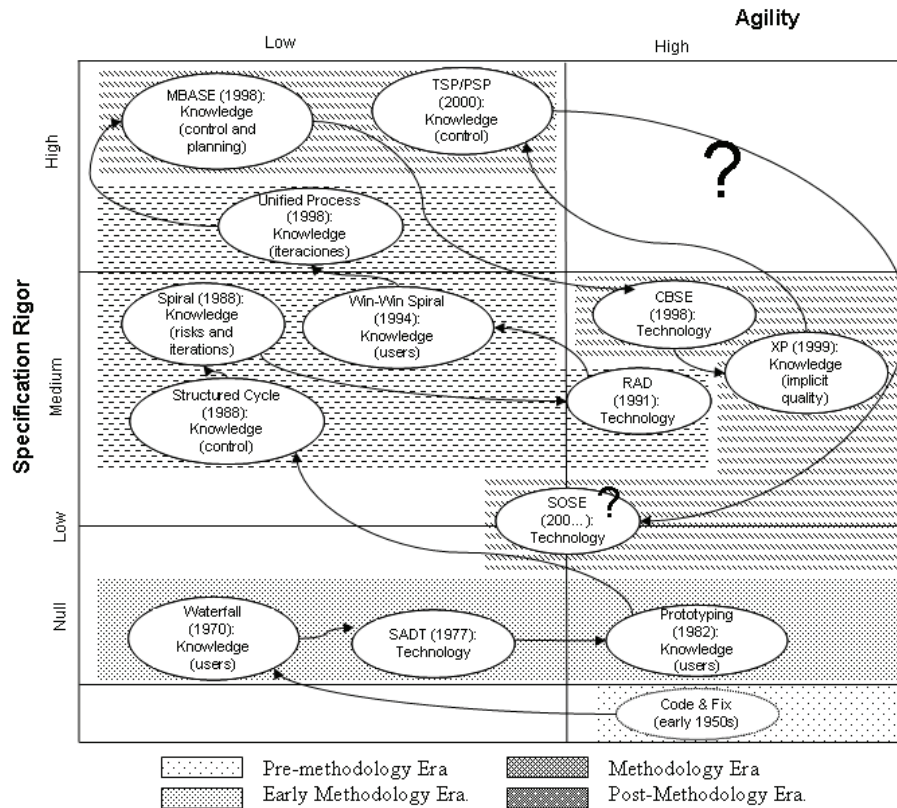 Agility
Low
High
Specification Rigor
High
Medium
Low
Null
MBASE (1998):
Knowledge
(control and
planning)
TSP/PSP
(2000):
Knowledge
(control)
?
Unified Process
(1998):
Knowledge
(iteraciones)
Spiral (1988):
Knowledge
(risks and
iterations)
Win-Win Spiral
(1994):
Knowledge
(users)
CBSE
(1998):
Technology
XP (1999):
Knowledge
(implicit
quality)
RAD
(1991):
Technology
Structured Cycle
(1988):
Knowledge
(control)
SOSE
(200...):
Technology
?
Waterfall
(1970):
Knowledge
(users)
SADT (1977):
Technology
Prototyping
(1982):
Knowledge
(users)
Code & Fix
(early 1950s)
Pre-methodology Era
Methodology Era
Early Methodology Era.
Post-Methodology Era.